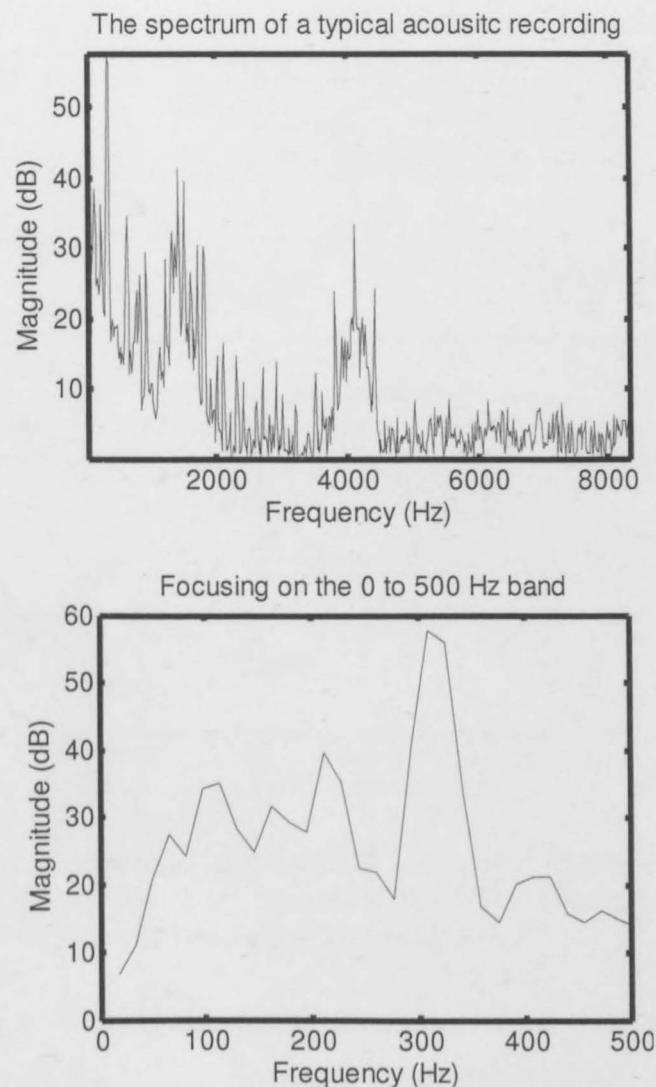 The spectrum of a typical acousitc recording
50
40
30
20
10
Magnitude (dB)
2000 4000 6000 8000
Frequency (Hz)
Focusing on the 0 to 500 Hz band
60
50
40
30
20
10
0
Magnitude (dB)
0 100 200 300 400 500
Frequency (Hz)